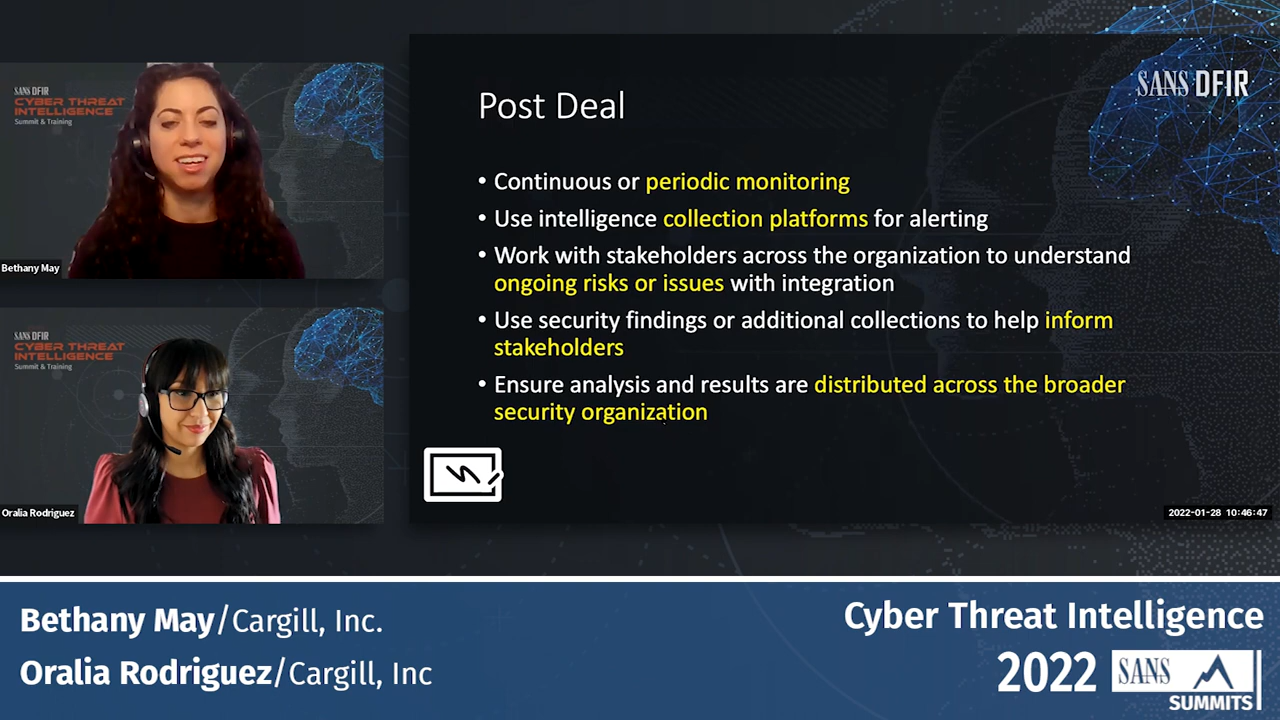 SANS DFIR
CYBER THREAT
INTELLIGENCE
Summit & Training
Bethany May
SANS DFIR
CYBER THREAT
INTELLIGENCE
Summit & Training
Oralia Rodriguez
SANS DFIR
Post Deal
• Continuous or periodic monitoring
• Use intelligence collection platforms for alerting
• Work with stakeholders across the organization to understand
ongoing risks or issues with integration
• Use security findings or additional collections to help inform
stakeholders
• Ensure analysis and results are distributed across the broader
security organization
2022-01-28 10:46:47
Bethany May/Cargill, Inc.
Oralia Rodriguez/Cargill, Inc
Cyber Threat Intelligence
2022 SANS
SUMMITS